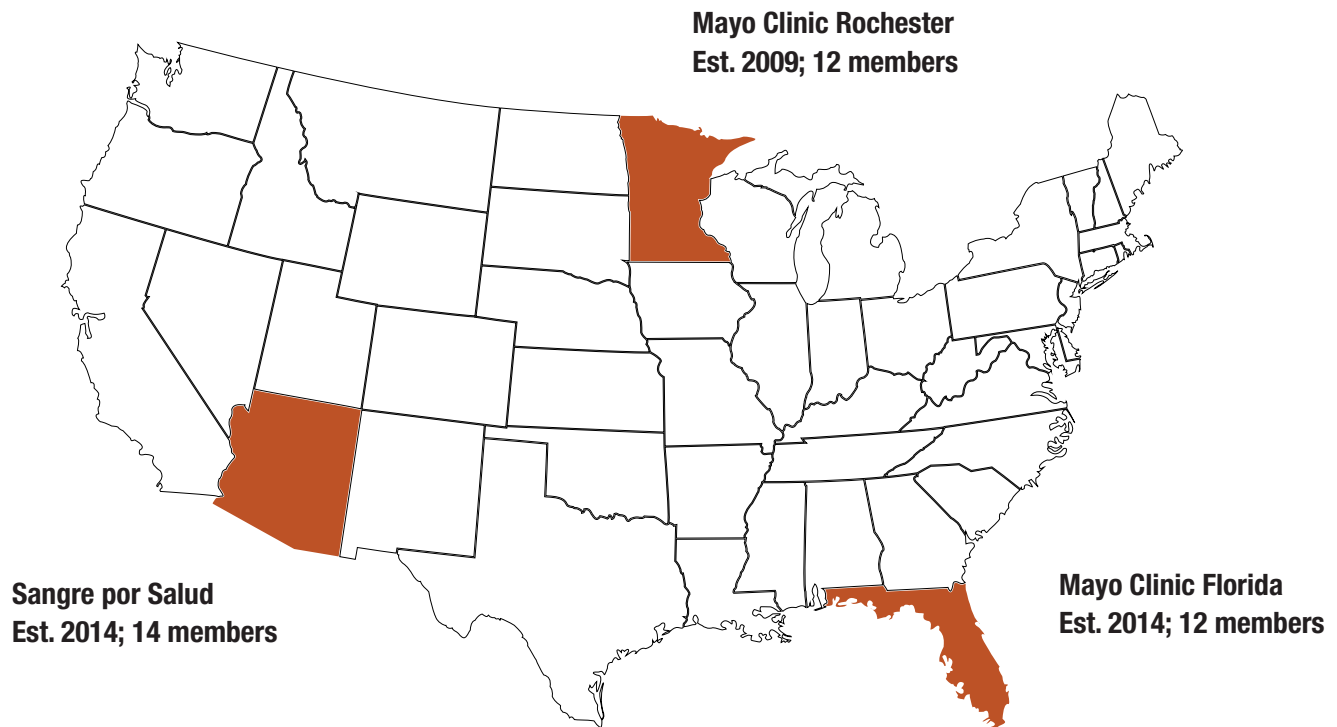 Mayo Clinic Rochester
Est. 2009; 12 members
Sangre por Salud
Est. 2014; 14 members
Mayo Clinic Florida
Est. 2014; 12 members